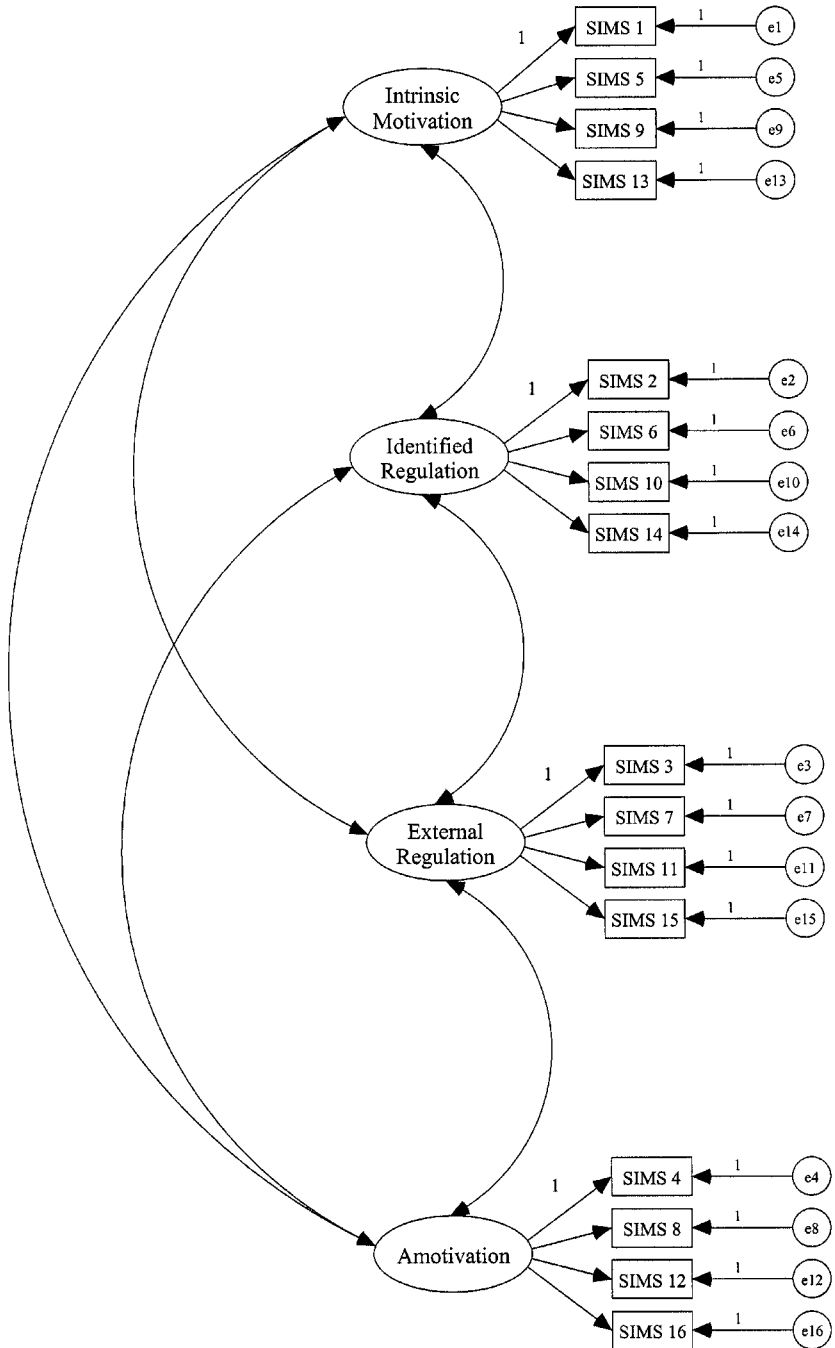 1 SIMS 1 1 e1
SIMS 5 1 e5
Intrinsic
Motivation
SIMS 9 1 e9
SIMS 13 1 e13
1 SIMS 2 1 e2
SIMS 6 1 e6
Identified
Regulation
SIMS 10 1 e10
SIMS 14 1 e14
1 SIMS 3 1 e3
SIMS 7 1 e7
External
Regulation
SIMS 11 1 e11
SIMS 15 1 e15
1 SIMS 4 1 e4
SIMS 8 1 e8
Amotivation
SIMS 12 1 e12
SIMS 16 1 e16